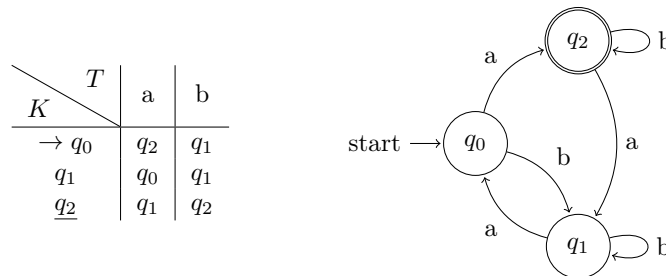 T
K a b
→ q0 q2 q1
q1 q0 q1
q2 q1 q2
q2 b
a
a
start q0
b
a
q1 b